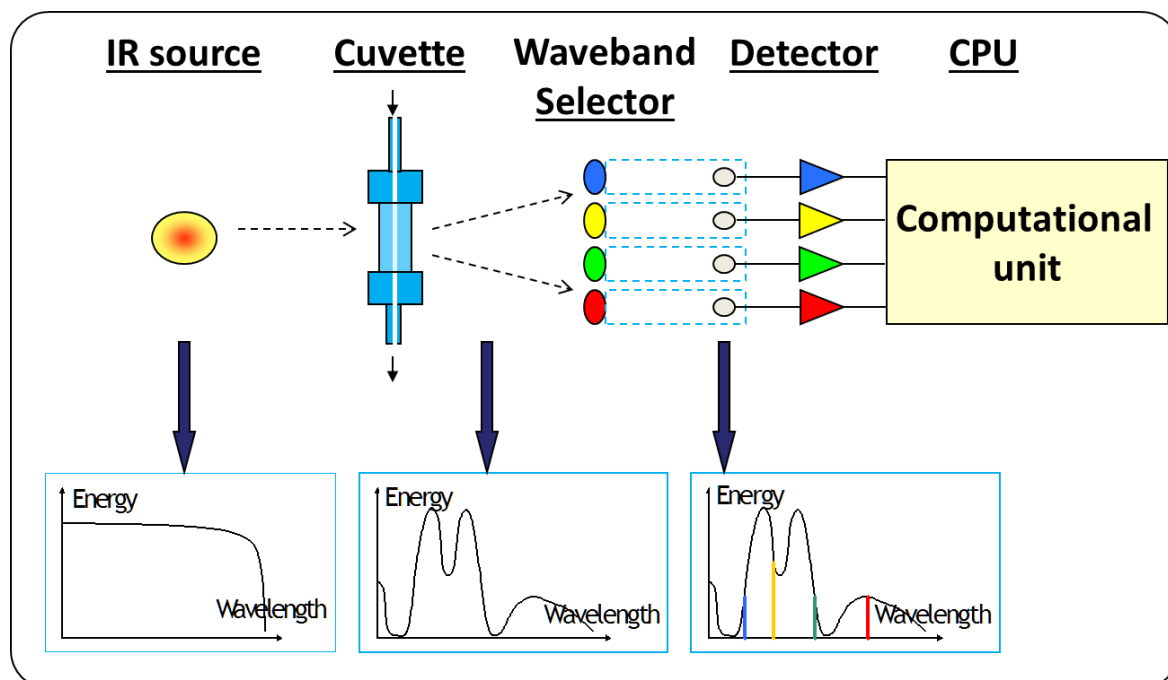 IR source
Cuvette
Waveband
Selector
Detector
CPU
Computational
unit
Energy
Wavelength
Energy
Wavelength
Energy
Wavelength